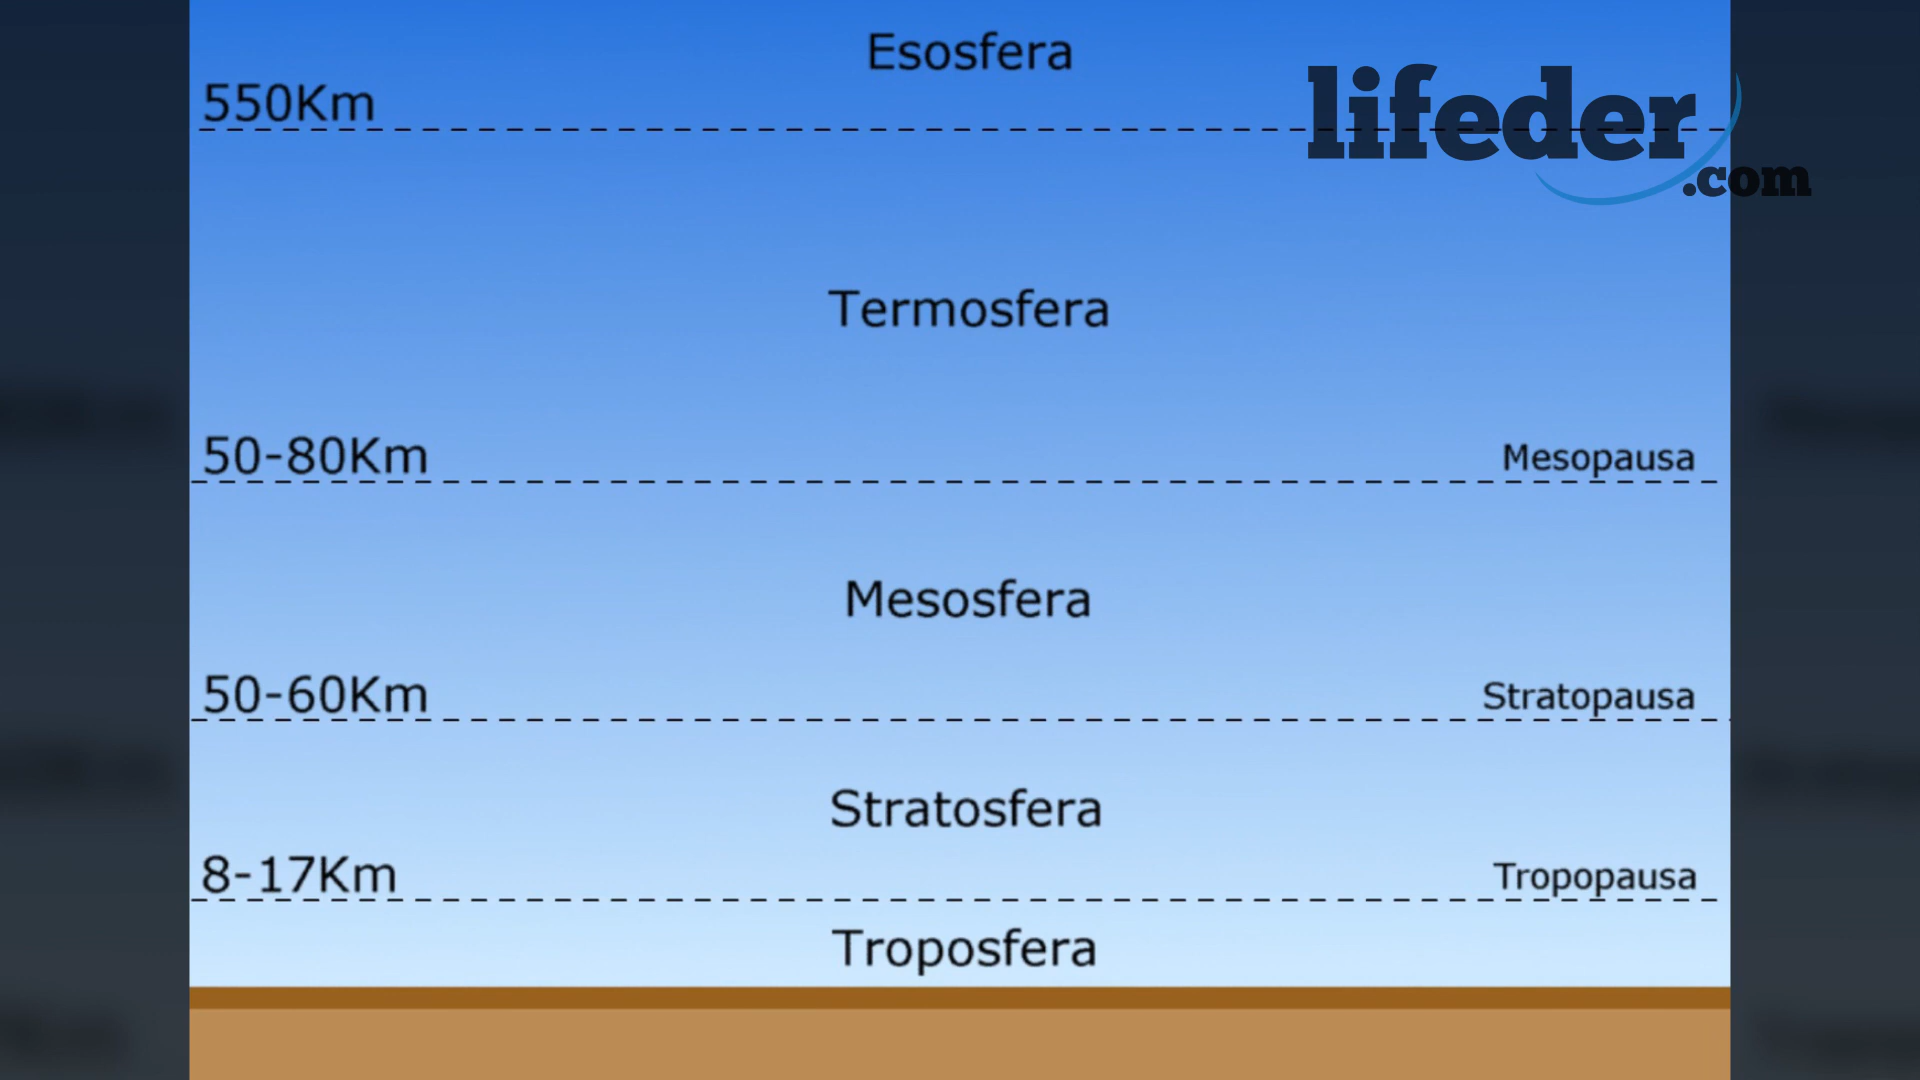 Esosfera
550Km
lifeder
.com
Termosfera
50-80Km
Mesopausa
Mesosfera
50-60Km
Stratopausa
Stratosfera
8-17Km
Tropopausa
Troposfera